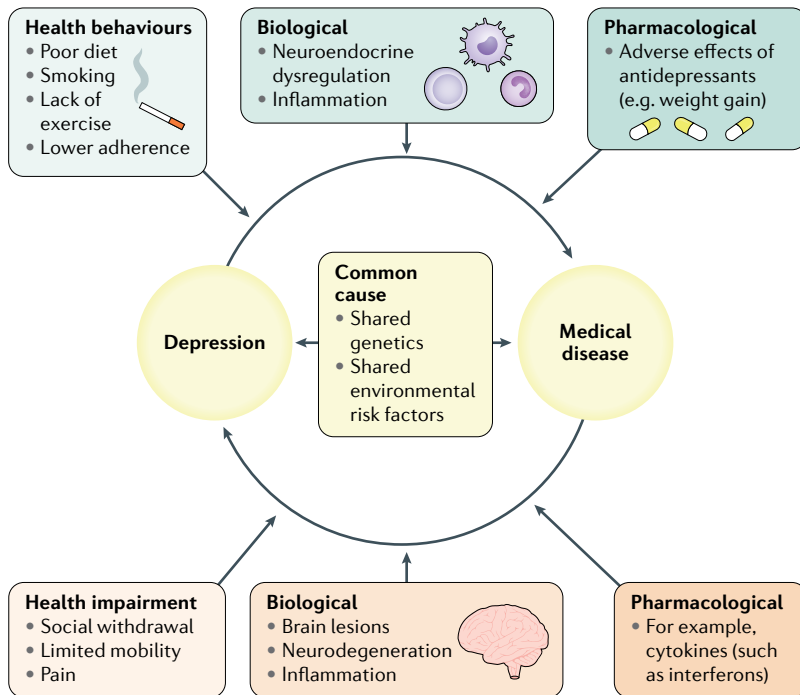 Health behaviours
• Poor diet
• Smoking
• Lack of
exercise
• Lower adherence
Biological
• Neuroendocrine
dysregulation
• Inflammation
Pharmacological
• Adverse effects of
antidepressants
(e.g. weight gain)
Depression
Common
cause
• Shared
genetics
• Shared
environmental
risk factors
Medical
disease
Health impairment
• Social withdrawal
• Limited mobility
• Pain
Biological
• Brain lesions
• Neurodegeneration
• Inflammation
Pharmacological
• For example,
cytokines (such
as interferons)